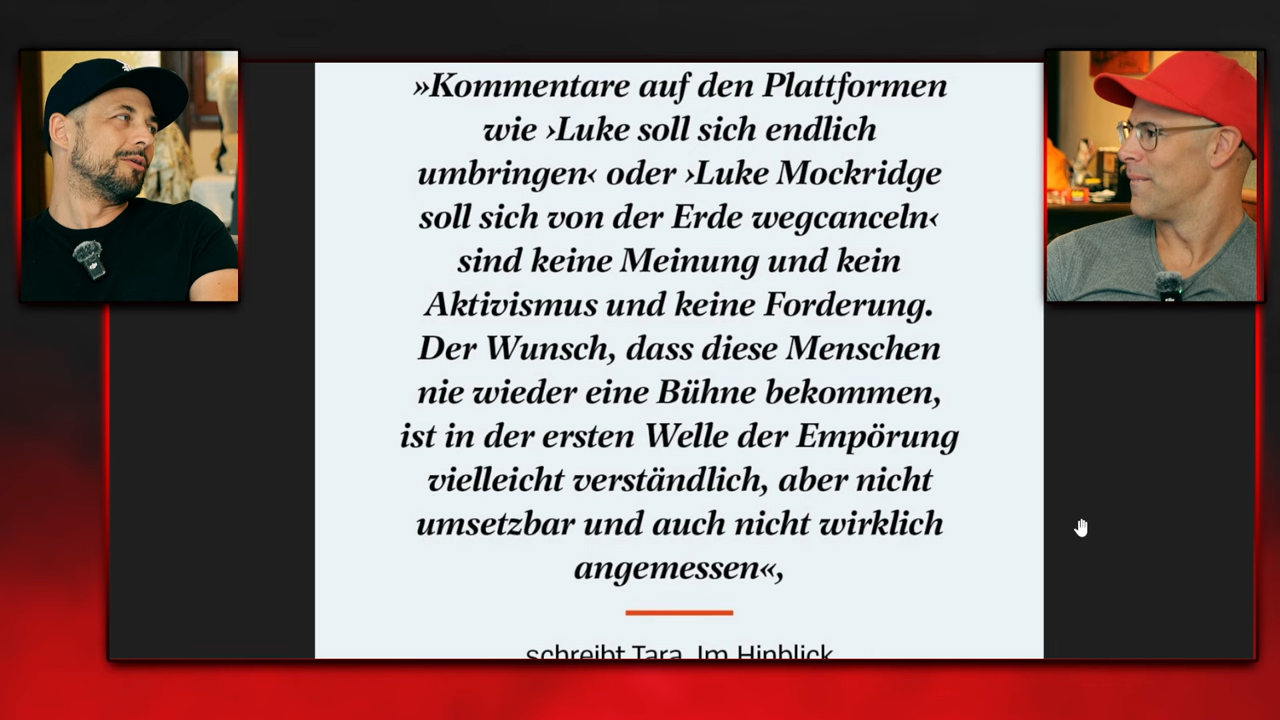 »Kommentare auf den Plattformen
wie ›Luke soll sich endlich
umbringen‹ oder ›Luke Mockridge
soll sich von der Erde wegcanceln‹
sind keine Meinung und kein
Aktivismus und keine Forderung.
Der Wunsch, dass diese Menschen
nie wieder eine Bühne bekommen,
ist in der ersten Welle der Empörung
vielleicht verständlich, aber nicht
umsetzbar und auch nicht wirklich
angemessen«,
schreibt Tara. Im Hinblick